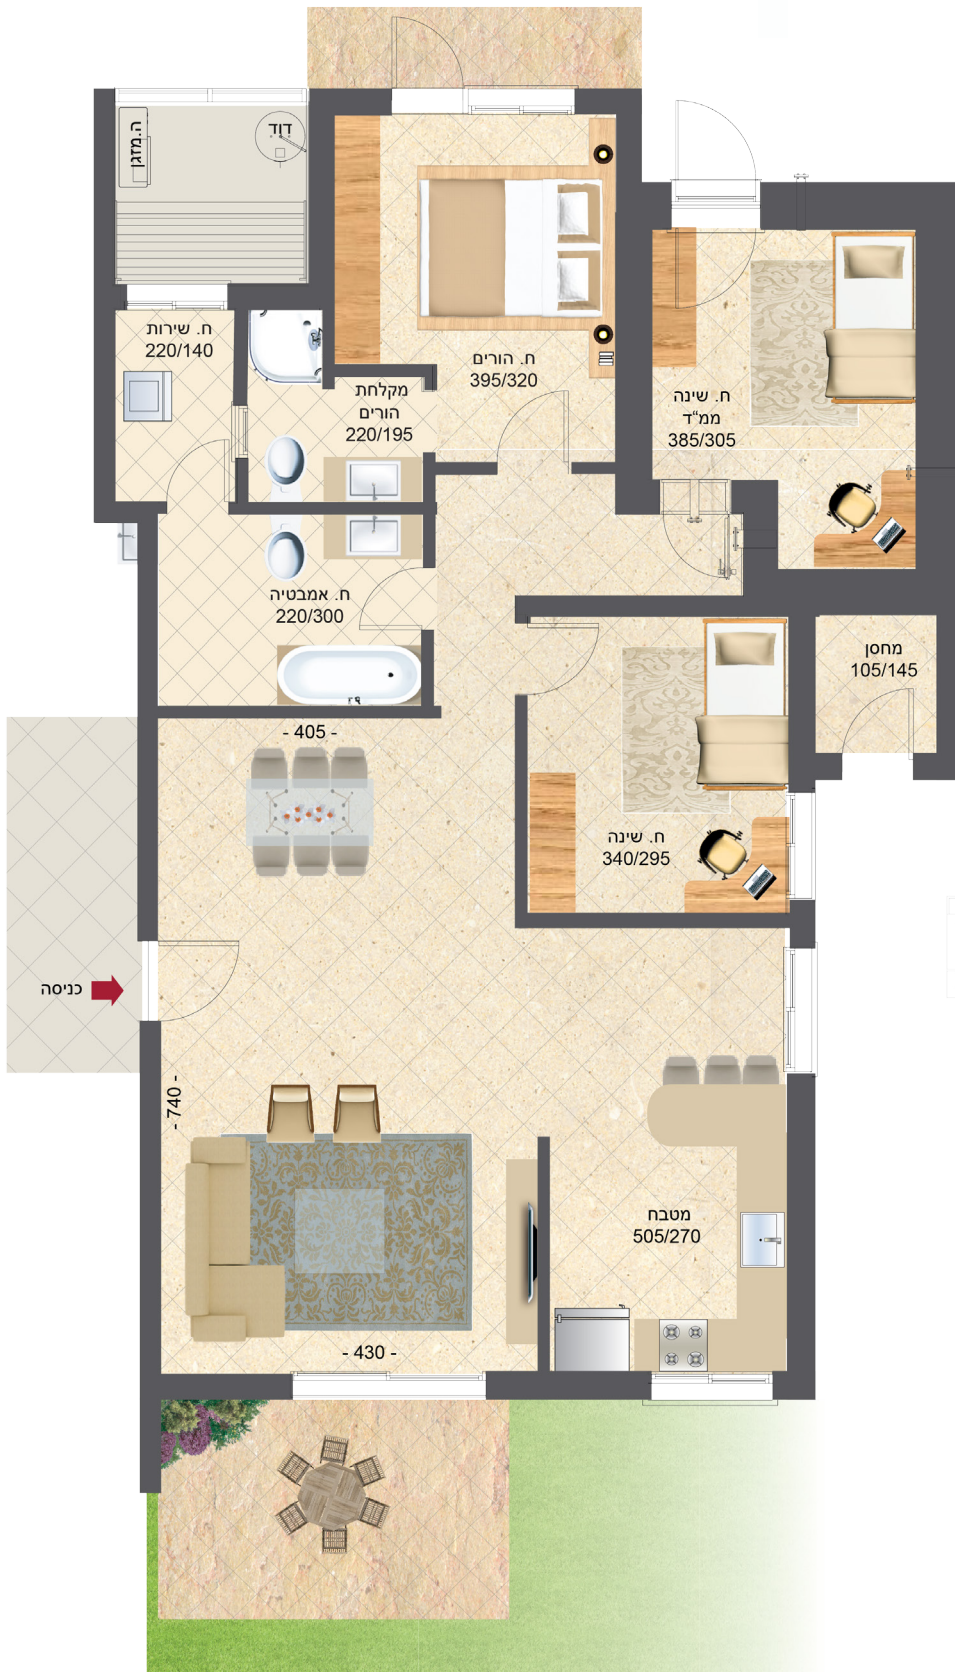 ה.מזגן
דוד
ח. שירות
220/140
מקלחת
הורים
220/195
ח. הורים
395/320
ח. שינה
ממ"ד
385/305
ח. אמבטיה
220/300
מחסן
105/145
- 405 -
ח. שינה
340/295
כניסה
- 740 -
מטבח
505/270
- 430 -